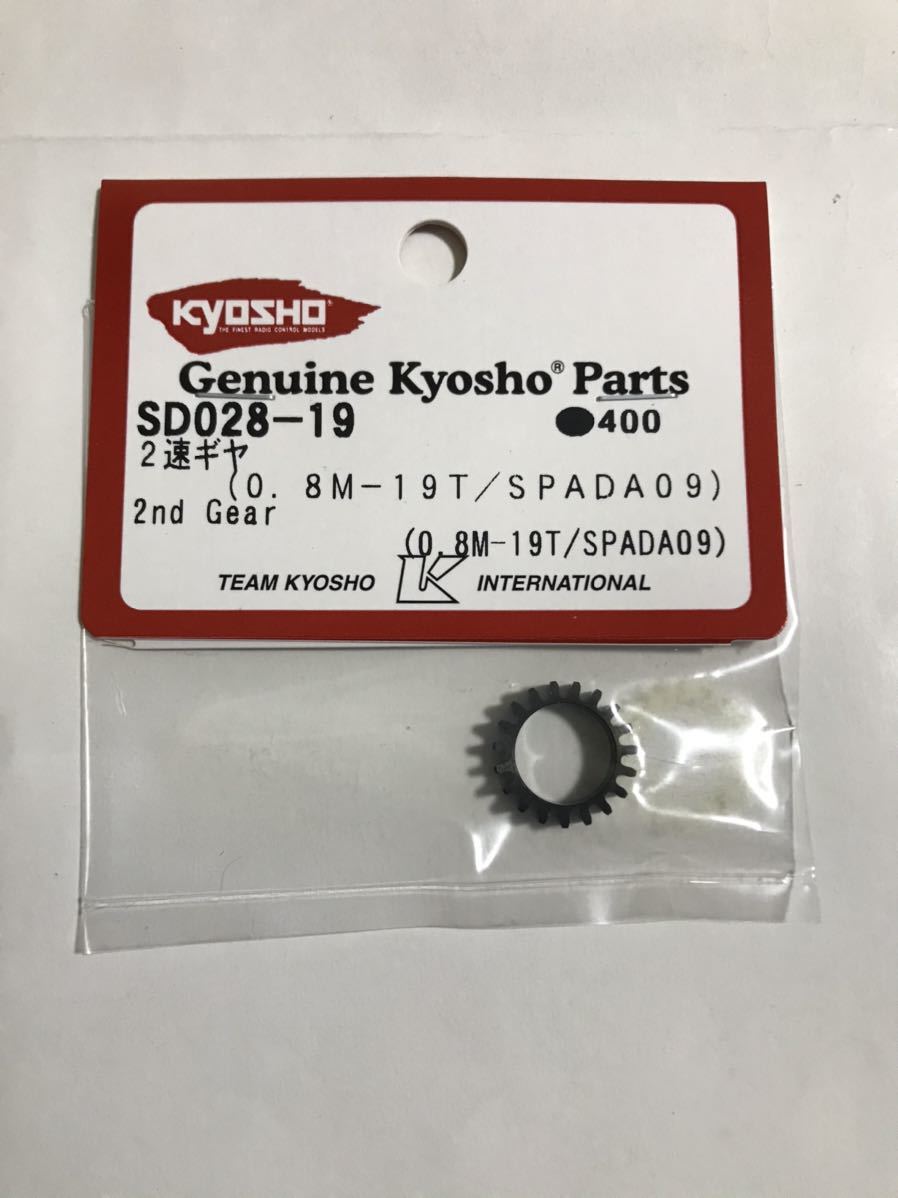 KYOSHO
THE FINEST RADIO CONTROL MODELS
Genuine Kyosho® Parts
SD028-19 ●400
2速ギヤ
(0.8M-19T/SPADA09)
2nd Gear
(0.8M-19T/SPADA09)
TEAM KYOSHO K INTERNATIONAL